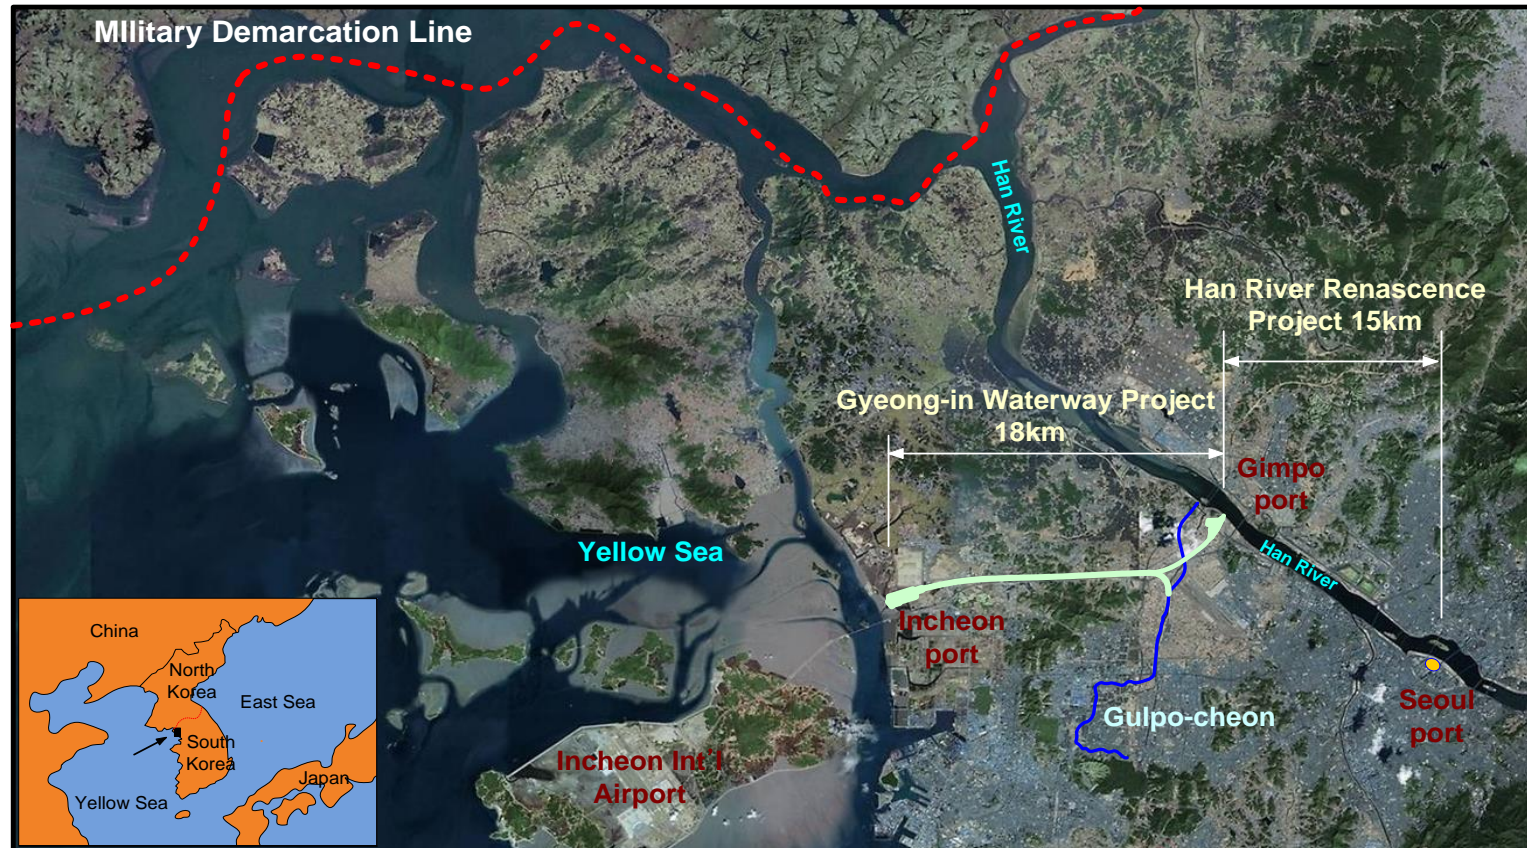 MIlitary Demarcation Line
Han River
Han River Renascence
Project 15km
Gyeong-in Waterway Project
18km
Gimpo
port
Yellow Sea
Han River
Incheon
port
Seoul
port
Gulpo-cheon
Incheon Int`l
Airport
China
North
Korea
East Sea
South
Korea
Japan
Yellow Sea